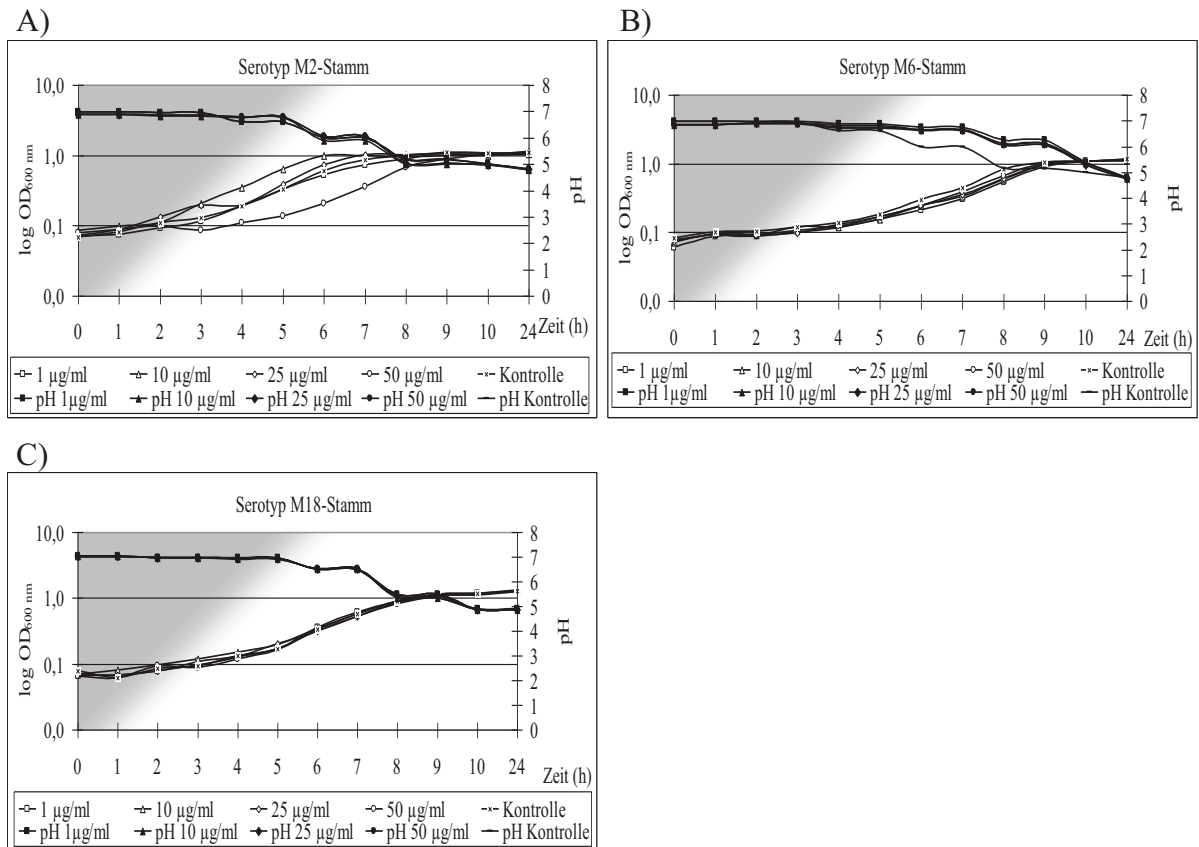 A)
Serotyp M2-Stamm
10,0
1,0
0,1
0,0
log OD600 nm
8
7
6
5
4
3
2
1
0
pH
0 1 2 3 4 5 6 7 8 9 10 24 Zeit (h)
1 µg/ml 10 µg/ml 25 µg/ml 50 µg/ml Kontrolle
pH 1µg/ml pH 10 µg/ml pH 25 µg/ml pH 50 µg/ml pH Kontrolle
B)
Serotyp M6-Stamm
10,0
1,0
0,1
0,0
log OD600 nm
8
7
6
5
4
3
2
1
0
pH
0 1 2 3 4 5 6 7 8 9 10 24 Zeit (h)
1 µg/ml 10 µg/ml 25 µg/ml 50 µg/ml Kontrolle
pH 1µg/ml pH 10 µg/ml pH 25 µg/ml pH 50 µg/ml pH Kontrolle
C)
Serotyp M18-Stamm
10,0
1,0
0,1
0,0
log OD600 nm
8
7
6
5
4
3
2
1
0
pH
0 1 2 3 4 5 6 7 8 9 10 24 Zeit (h)
1 µg/ml 10 µg/ml 25 µg/ml 50 µg/ml Kontrolle
pH 1µg/ml pH 10 µg/ml pH 25 µg/ml pH 50 µg/ml pH Kontrolle